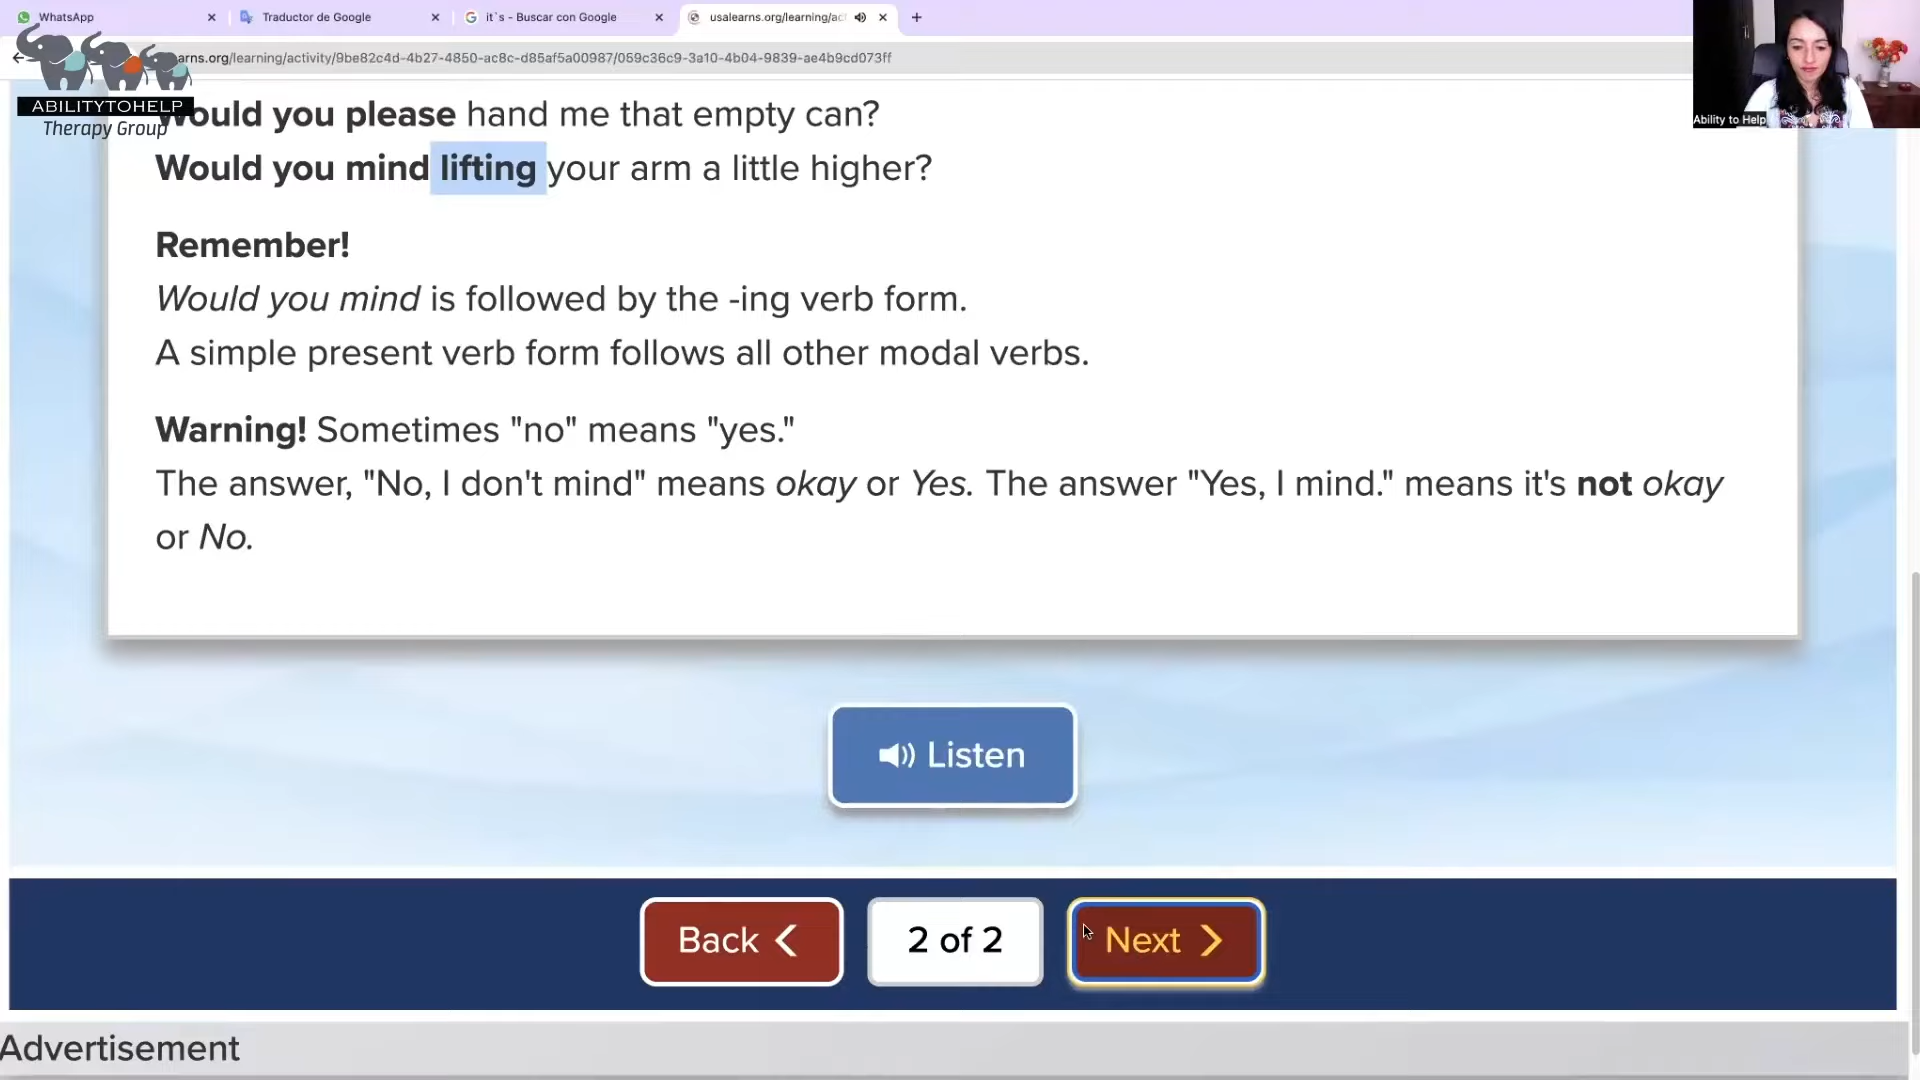 WhatsApp
Traductor de Google
it`s - Buscar con Google
usalearns.org/learning/ac
arns.org/learning/activity/9be82c4d-4b27-4850-ac8c-d85af5a00987/059c36c9-3a10-4b04-9839-ae4b9cd073ff
ABILITYTOHELP
Therapy Group
Ability to Help
Would you please hand me that empty can?
Would you mind lifting your arm a little higher?
Remember!
Would you mind is followed by the -ing verb form.
A simple present verb form follows all other modal verbs.
Warning! Sometimes "no" means "yes."
The answer, "No, I don't mind" means okay or Yes. The answer "Yes, I mind." means it's not okay
or No.
Listen
Back
2 of 2
Next
Advertisement